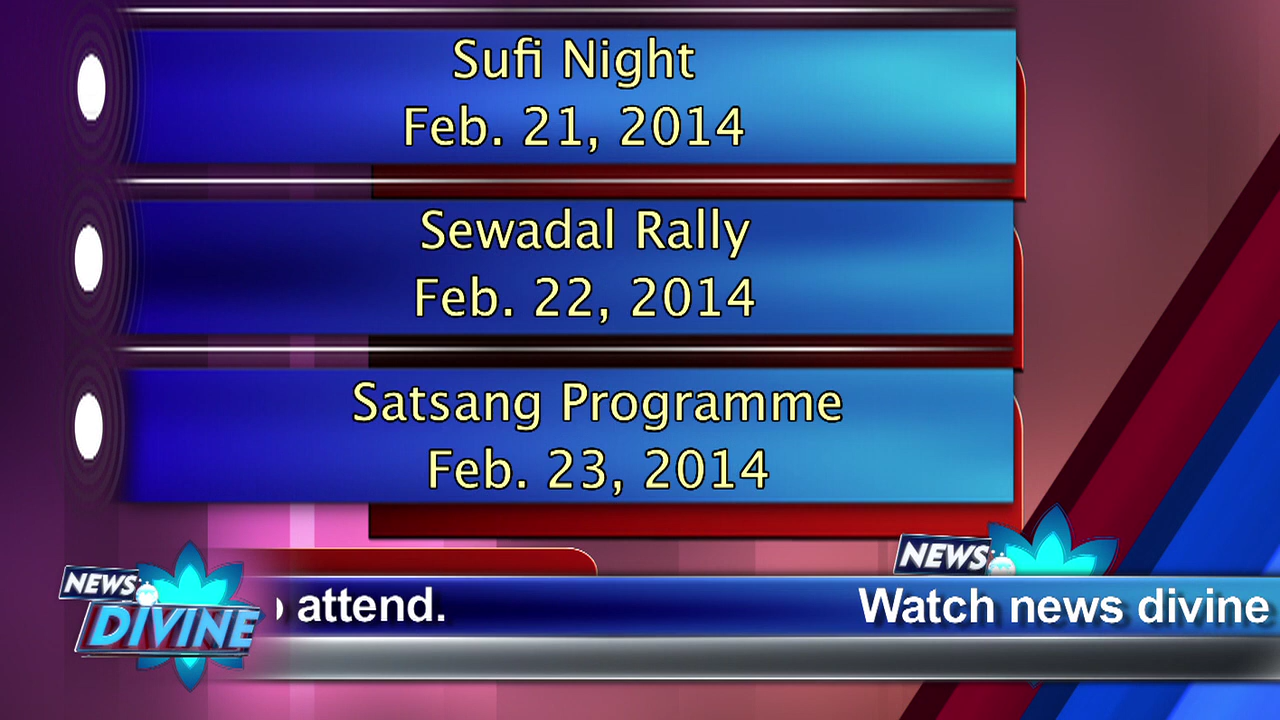 Sufi Night
Feb. 21, 2014
Sewadal Rally
Feb. 22, 2014
Satsang Programme
Feb. 23, 2014
NEWS
NEWS
DIVINE
attend.
Watch news divine